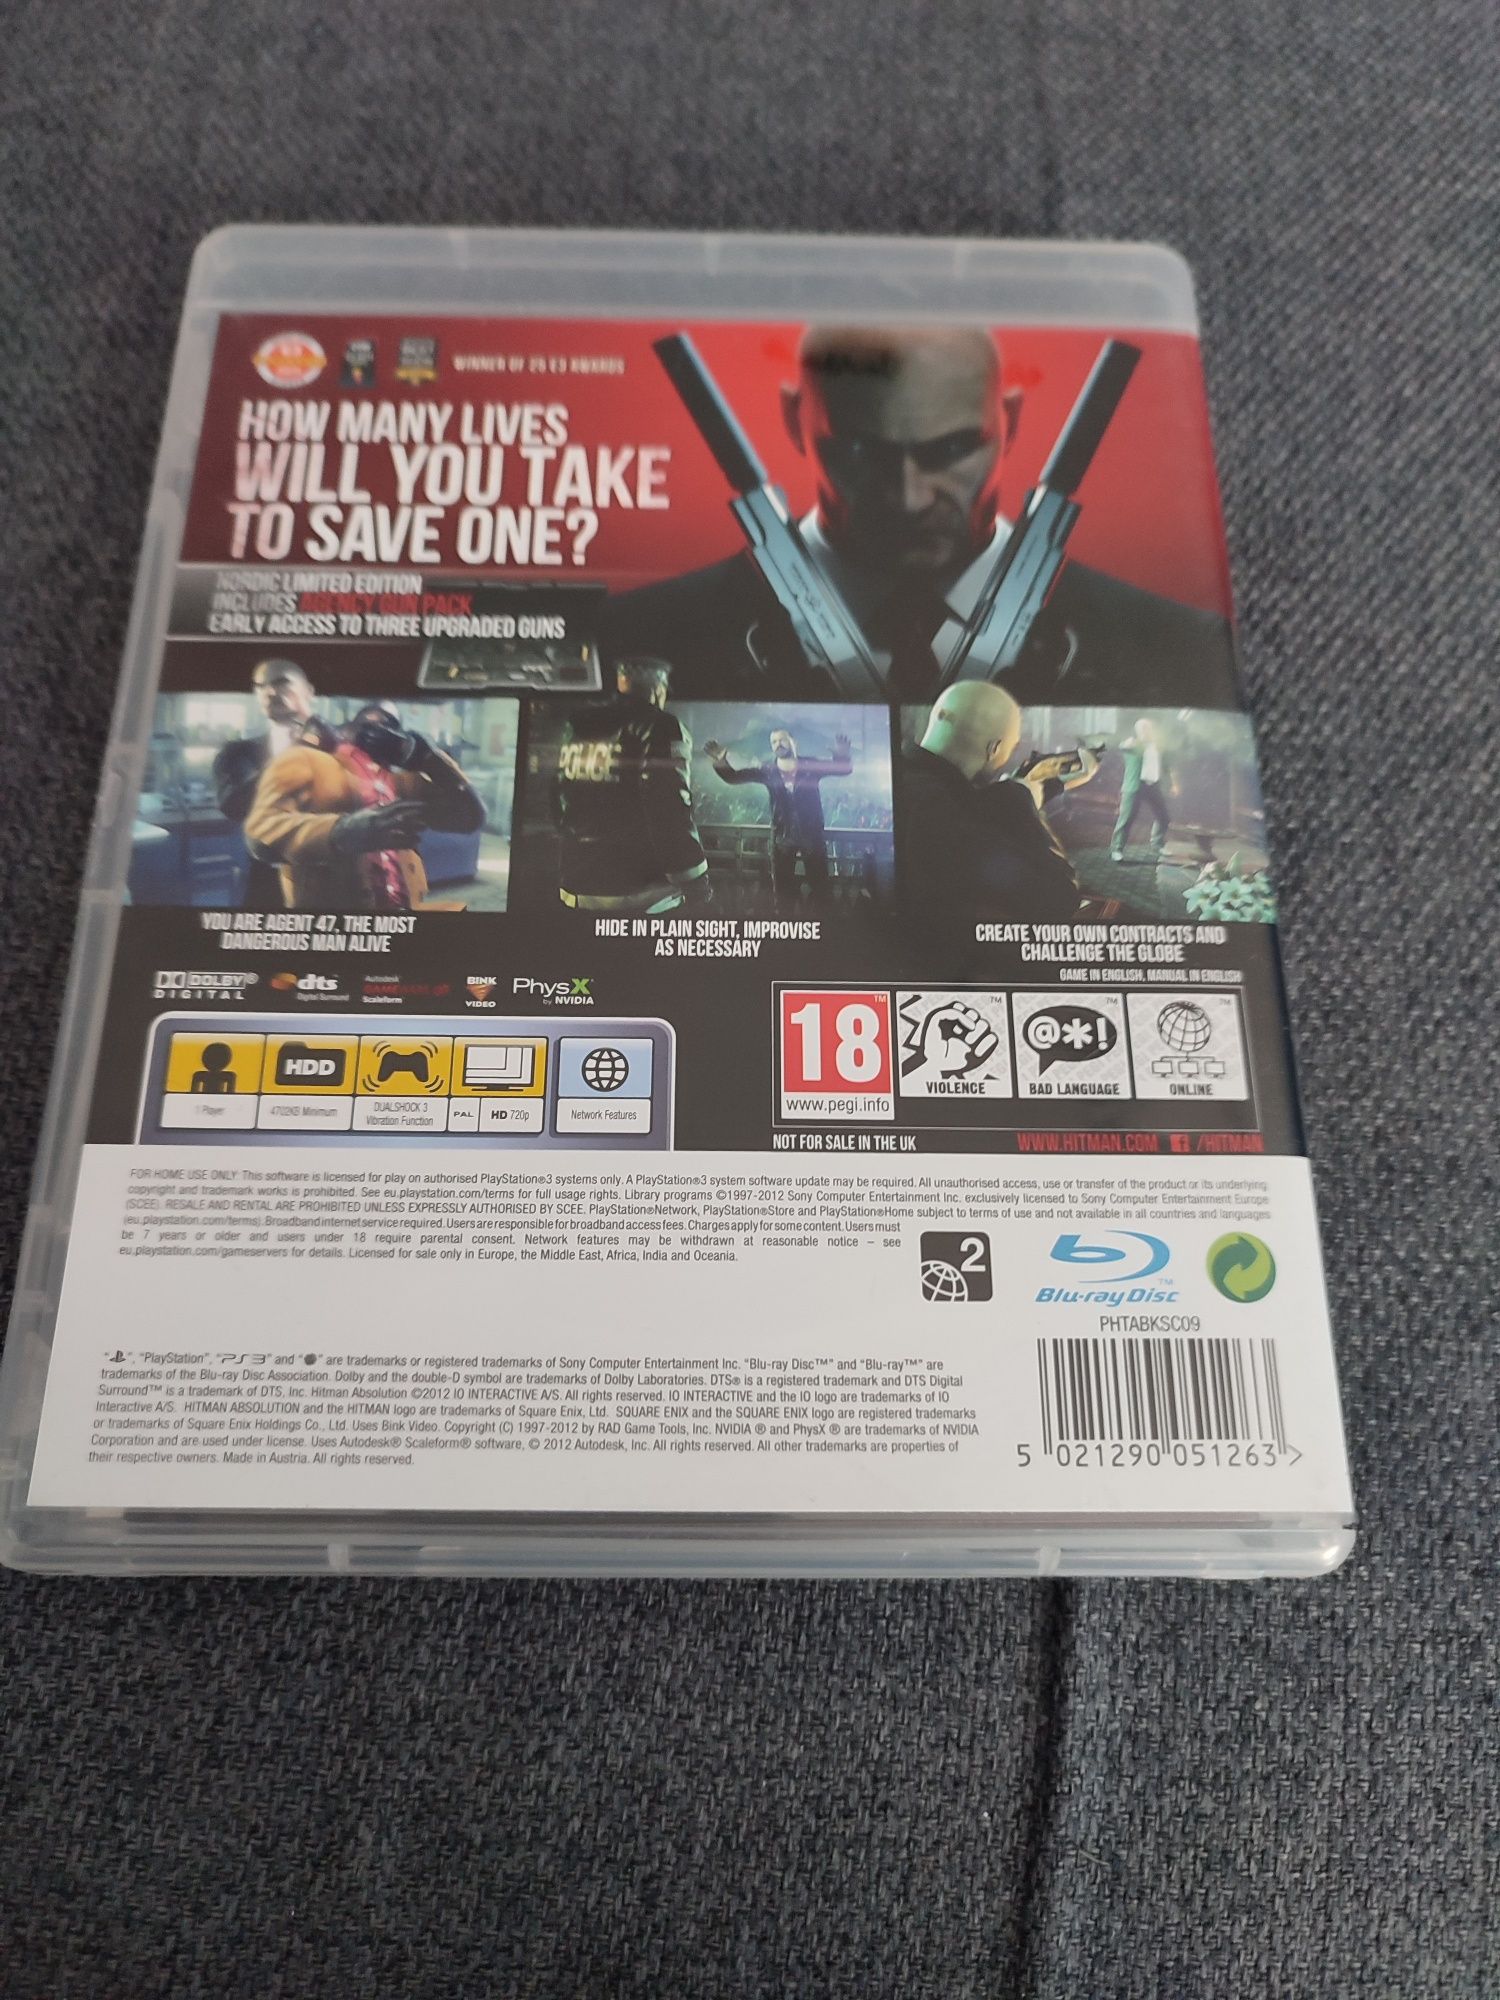 WINNER OF 25 E3 AWARDS
HOW MANY LIVES
WILL YOU TAKE
TO SAVE ONE?
NORDIC LIMITED EDITION
INCLUDES AGENCY GUN PACK
EARLY ACCESS TO THREE UPGRADED GUNS
POLICE
YOU ARE AGENT 47, THE MOST
DANGEROUS MAN ALIVE
HIDE IN PLAIN SIGHT, IMPROVISE
AS NECESSARY
CREATE YOUR OWN CONTRACTS AND
CHALLENGE THE GLOBE
GAME IN ENGLISH, MANUAL IN ENGLISH
DOLBY®
DIGITAL
dts
Digital Surround
Autodesk
Scaleform
BINK
VIDEO
PhysX
by NVIDIA
HDD
1 Player
4702KB Minimum
DUALSHOCK 3
Vibration Function
PAL
HD 720p
Network Features
18
www.pegi.info
VIOLENCE
@*!
BAD LANGUAGE
ONLINE
NOT FOR SALE IN THE UK
WWW.HITMAN.COM f /HITMAN
FOR HOME USE ONLY. This software is licensed for play on authorised PlayStation®3 systems only. A PlayStation®3 system software update may be required. All unauthorised access, use or transfer of the product or its underlying
copyright and trademark works is prohibited. See eu.playstation.com/terms for full usage rights. Library programs ©1997-2012 Sony Computer Entertainment Inc. exclusively licensed to Sony Computer Entertainment Europe
(SCEE). RESALE AND RENTAL ARE PROHIBITED UNLESS EXPRESSLY AUTHORISED BY SCEE. PlayStation®Network, PlayStation®Store and PlayStation®Home subject to terms of use and not available in all countries and languages
(eu.playstation.com/terms). Broadband internet service required. Users are responsible for broadband access fees. Charges apply for some content. Users must
be 7 years or older and users under 18 require parental consent. Network features may be withdrawn at reasonable notice – see
eu.playstation.com/gameservers for details. Licensed for sale only in Europe, the Middle East, Africa, India and Oceania.
2
Blu-ray Disc™
PHTABKSC09
" ", "PlayStation", "PS3" and " " are trademarks or registered trademarks of Sony Computer Entertainment Inc. "Blu-ray Disc™" and "Blu-ray™" are
trademarks of the Blu-ray Disc Association. Dolby and the double-D symbol are trademarks of Dolby Laboratories. DTS® is a registered trademark and DTS Digital
Surround™ is a trademark of DTS, Inc. Hitman Absolution ©2012 IO INTERACTIVE A/S. All rights reserved. IO INTERACTIVE and the IO logo are trademarks of IO
Interactive A/S. HITMAN ABSOLUTION and the HITMAN logo are trademarks of Square Enix, Ltd. SQUARE ENIX and the SQUARE ENIX logo are registered trademarks
or trademarks of Square Enix Holdings Co., Ltd. Uses Bink Video. Copyright (C) 1997-2012 by RAD Game Tools, Inc. NVIDIA ® and PhysX ® are trademarks of NVIDIA
Corporation and are used under license. Uses Autodesk® Scaleform® software, © 2012 Autodesk, Inc. All rights reserved. All other trademarks are properties of
their respective owners. Made in Austria. All rights reserved.
5 021290 051263 >